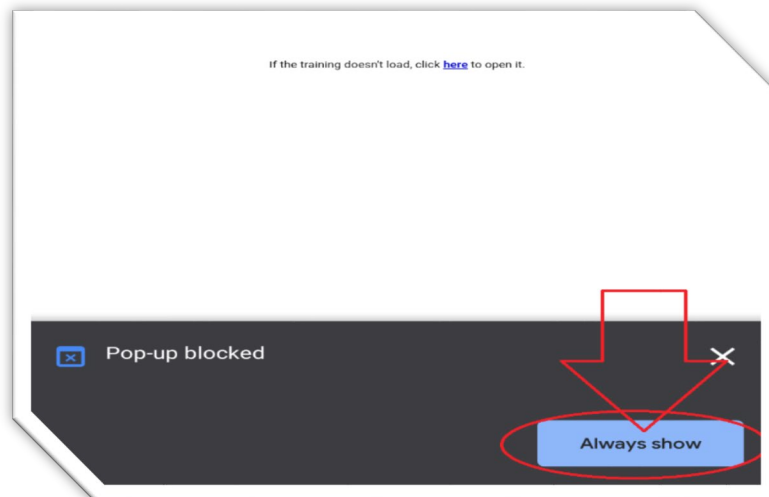 If the training doesn't load, click here to open it.
Pop-up blocked
Always show